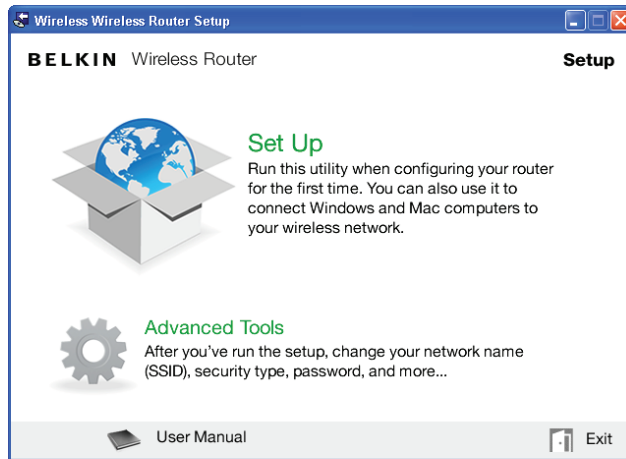 Wireless Wireless Router Setup
BELKIN Wireless Router
Setup
Set Up
Run this utility when configuring your router
for the first time. You can also use it to
connect Windows and Mac computers to
your wireless network.
Advanced Tools
After you've run the setup, change your network name
(SSID), security type, password, and more...
User Manual
Exit